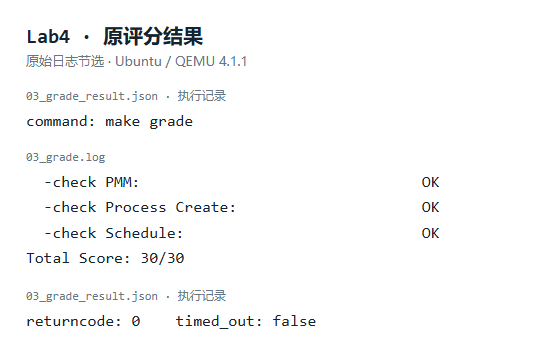 Lab4 · 原评分结果
原始日志节选 · Ubuntu / QEMU 4.1.1
03_grade_result.json · 执行记录
command: make grade
03_grade.log
-check PMM: OK
-check Process Create: OK
-check Schedule: OK
Total Score: 30/30
03_grade_result.json · 执行记录
returncode: 0 timed_out: false